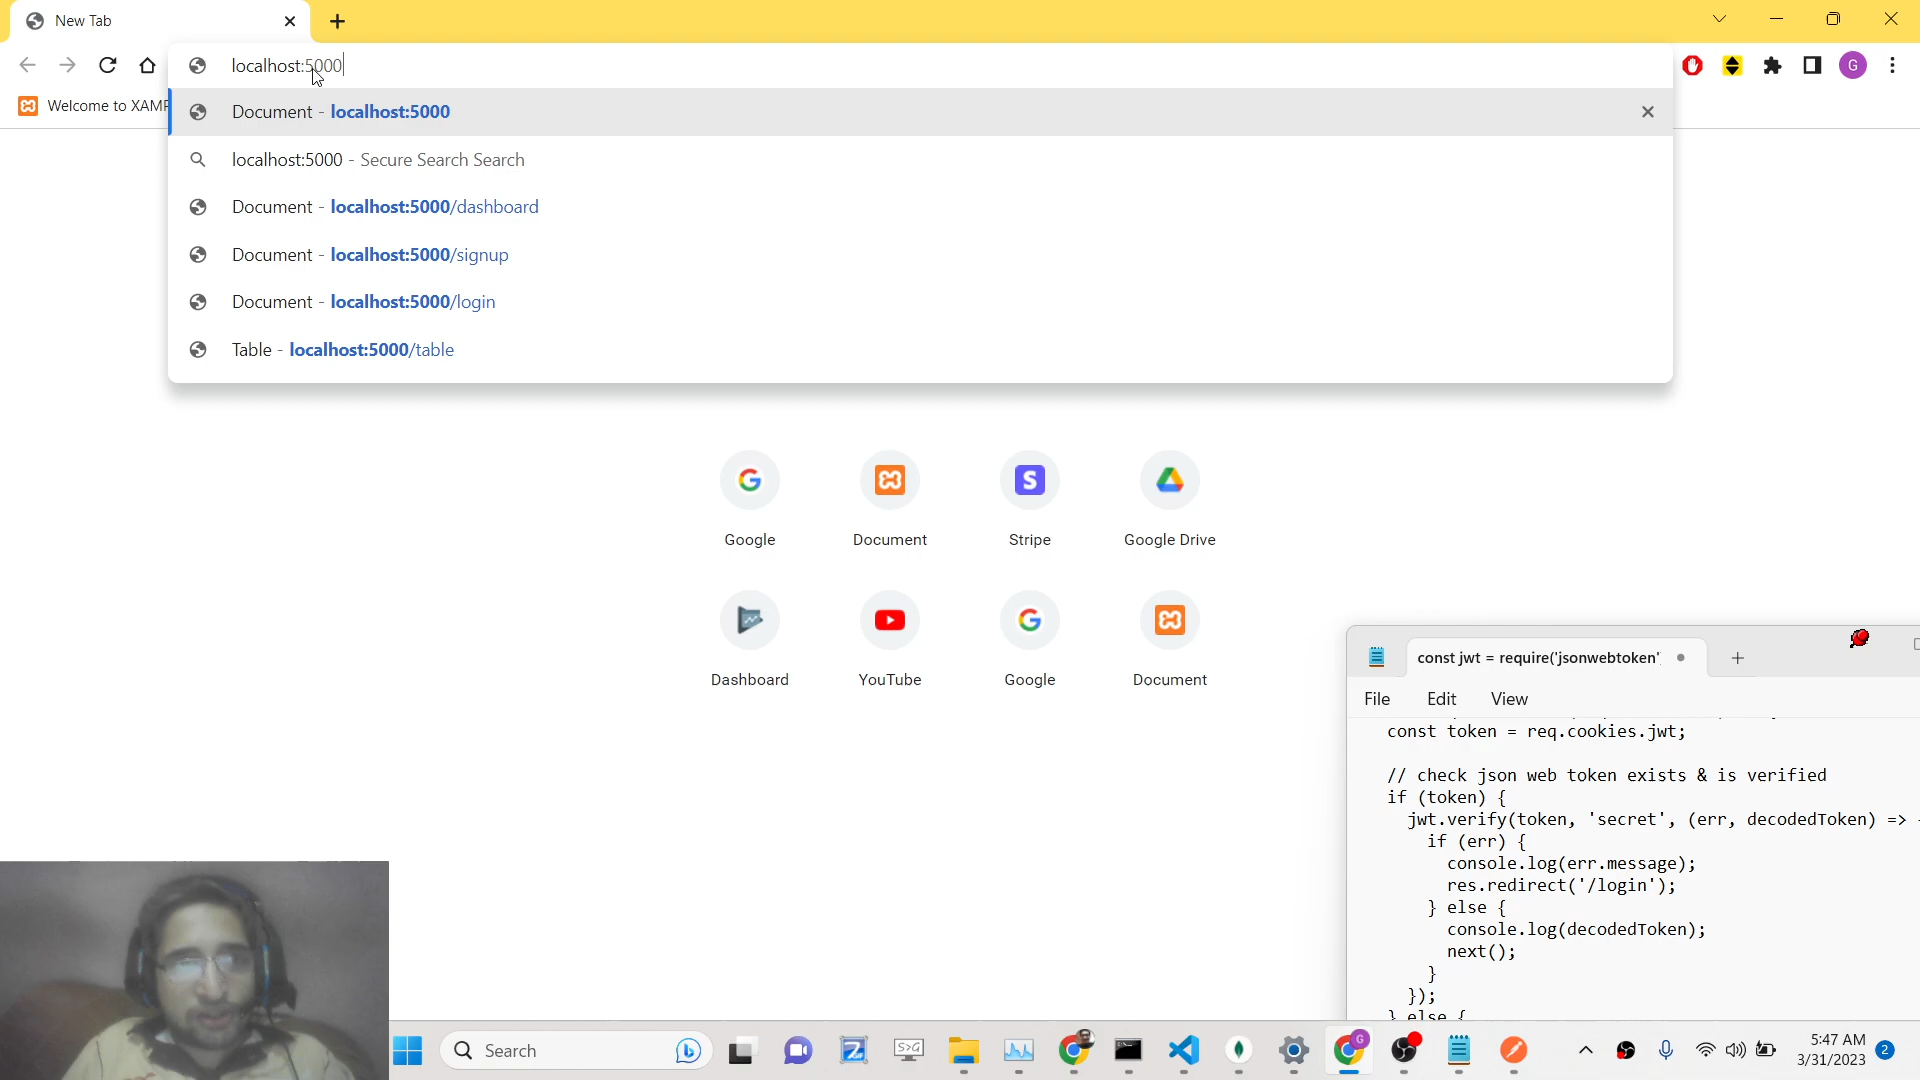 New Tab
localhost:5000
Welcome to XAMP
Document - localhost:5000
localhost:5000 - Secure Search Search
Document - localhost:5000/dashboard
Document - localhost:5000/signup
Document - localhost:5000/login
Table - localhost:5000/table
Google Document Stripe Google Drive
Dashboard YouTube Google Document
const jwt = require('jsonwebtoken'
File Edit View
const token = req.cookies.jwt;
// check json web token exists & is verified
if (token) {
jwt.verify(token, 'secret', (err, decodedToken) =>
if (err) {
console.log(err.message);
res.redirect('/login');
} else {
console.log(decodedToken);
next();
}
});
} else {
Search
5:47 AM
3/31/2023
2